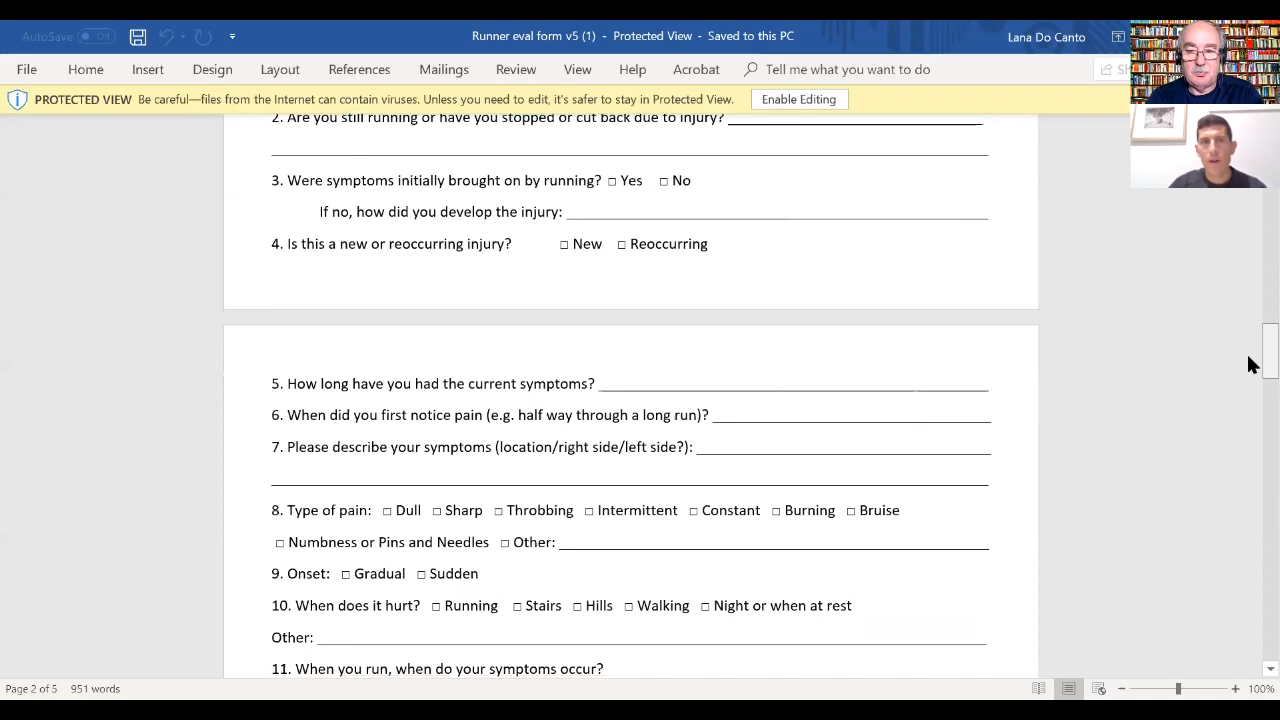 AutoSave Off
Runner eval form v5 (1) - Protected View - Saved to this PC
Lana Do Canto
File Home Insert Design Layout References Mailings Review View Help Acrobat Tell me what you want to do
PROTECTED VIEW Be careful—files from the Internet can contain viruses. Unless you need to edit, it's safer to stay in Protected View. Enable Editing
2. Are you still running or have you stopped or cut back due to injury?
3. Were symptoms initially brought on by running? □ Yes □ No
If no, how did you develop the injury:
4. Is this a new or reoccurring injury? □ New □ Reoccurring
5. How long have you had the current symptoms?
6. When did you first notice pain (e.g. half way through a long run)?
7. Please describe your symptoms (location/right side/left side?):
8. Type of pain: □ Dull □ Sharp □ Throbbing □ Intermittent □ Constant □ Burning □ Bruise
□ Numbness or Pins and Needles □ Other:
9. Onset: □ Gradual □ Sudden
10. When does it hurt? □ Running □ Stairs □ Hills □ Walking □ Night or when at rest
Other:
11. When you run, when do your symptoms occur?
Page 2 of 5 951 words
100%